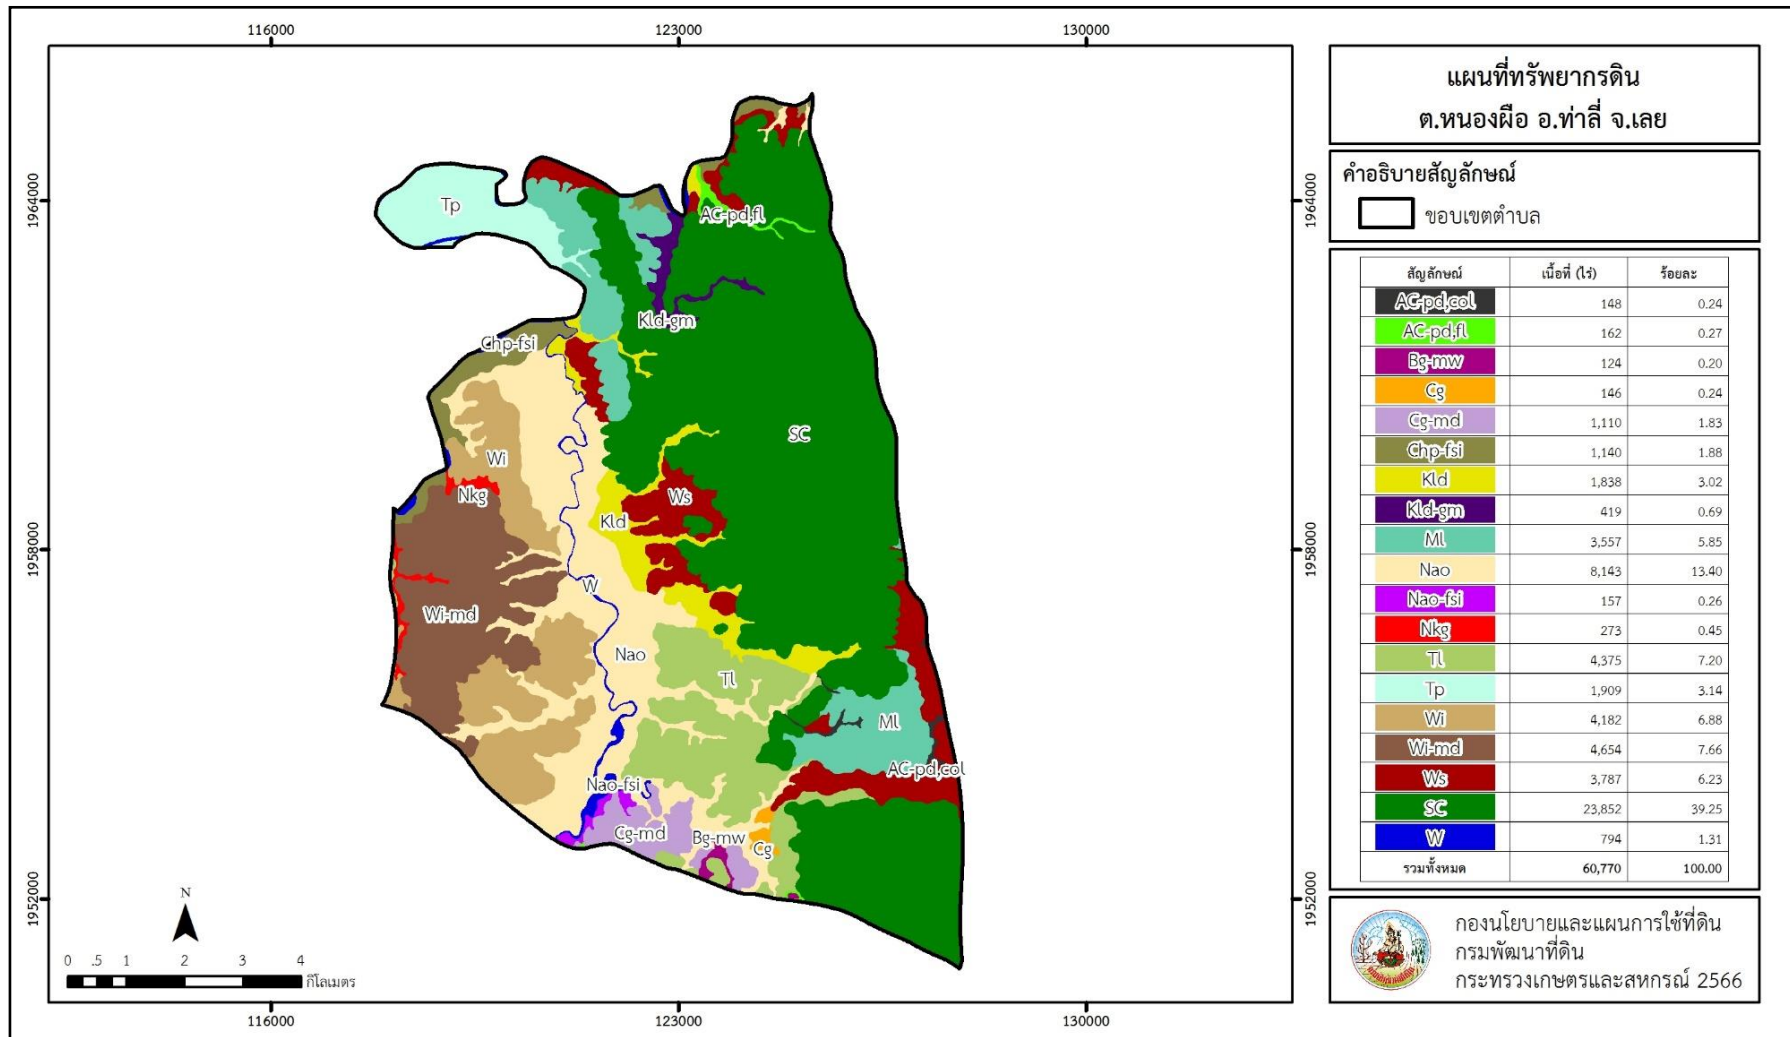 116000
123000
130000
1964000
1964000
1958000
1958000
1952000
1952000
Tp
AC-pd,fl
Kld-gm
Chp-fsi
SC
Wi
Nkg
Ws
Kld
W
Wi-md
Nao
Tl
Ml
AC-pd,col
Nao-fsi
Cg-md
Bg-mw
Cg
N
0 .5 1 2 3 4
กิโลเมตร
116000
123000
130000
แผนที่ทรัพยากรดิน
ต.หนองผือ อ.ท่าลี่ จ.เลย
คำอธิบายสัญลักษณ์
ขอบเขตตำบล
สัญลักษณ์ เนื้อที่ (ไร่) ร้อยละ
AC-pd,col 148 0.24
AC-pd,fl 162 0.27
Bg-mw 124 0.20
Cg 146 0.24
Cg-md 1,110 1.83
Chp-fsi 1,140 1.88
Kld 1,838 3.02
Kld-gm 419 0.69
Ml 3,557 5.85
Nao 8,143 13.40
Nao-fsi 157 0.26
Nkg 273 0.45
Tl 4,375 7.20
Tp 1,909 3.14
Wi 4,182 6.88
Wi-md 4,654 7.66
Ws 3,787 6.23
SC 23,852 39.25
W 794 1.31
รวมทั้งหมด 60,770 100.00
กองนโยบายและแผนการใช้ที่ดิน
กรมพัฒนาที่ดิน
กระทรวงเกษตรและสหกรณ์ 2566